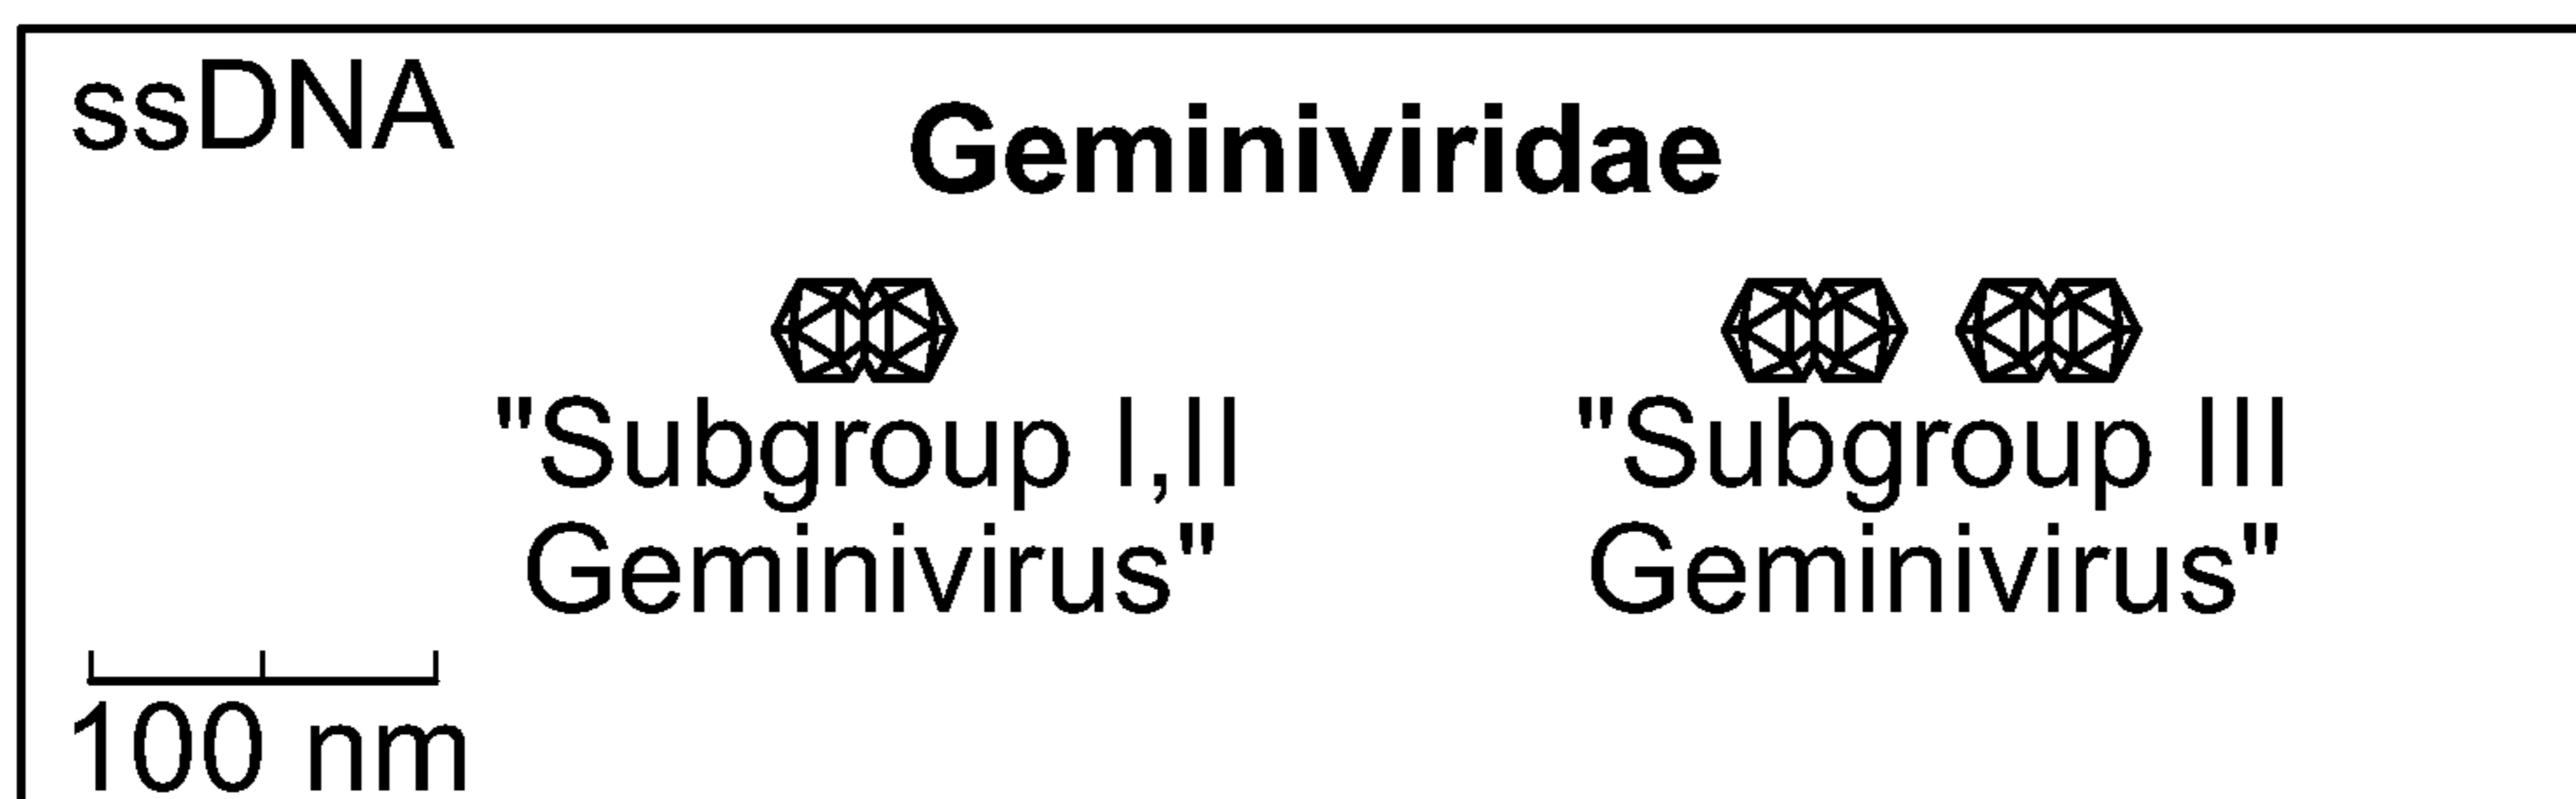 ssDNA
Geminiviridae
"Subgroup I,II
Geminivirus"
"Subgroup III
Geminivirus"
100 nm